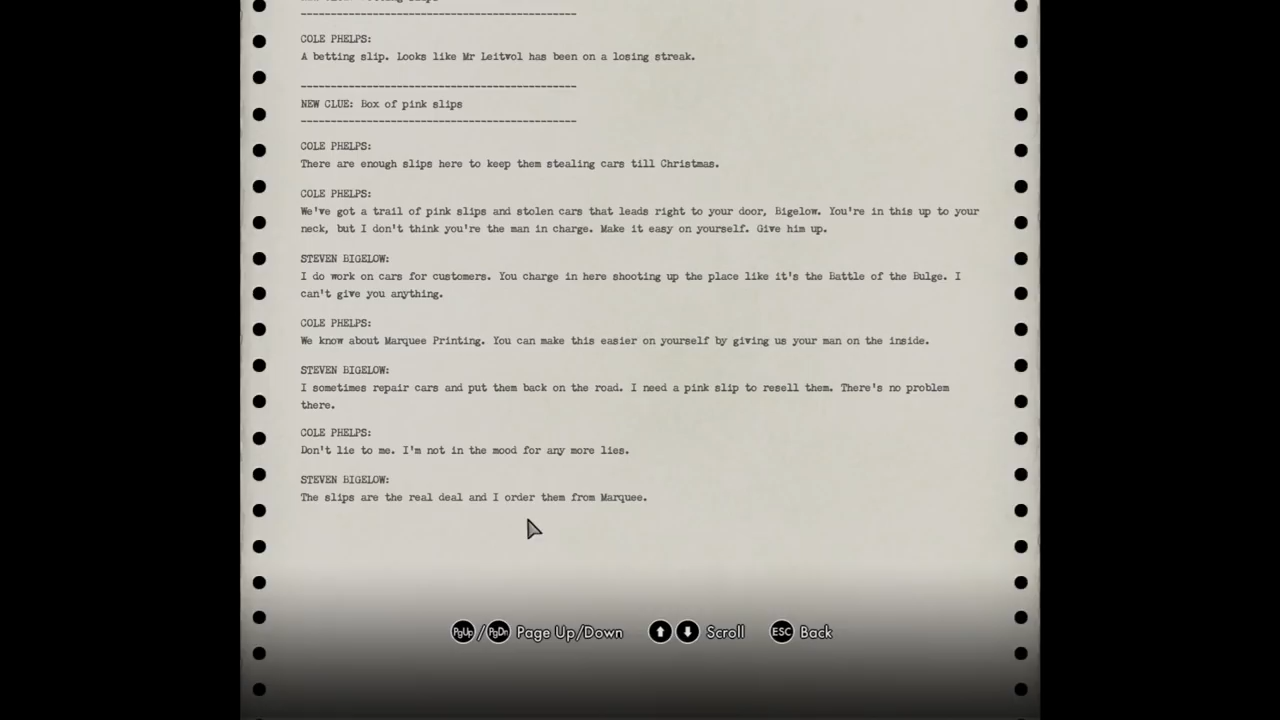 COLE PHELPS:
A betting slip. Looks like Mr Leitvol has been on a losing streak.
----------------------------------------------
NEW CLUE: Box of pink slips
----------------------------------------------
COLE PHELPS:
There are enough slips here to keep them stealing cars till Christmas.
COLE PHELPS:
We've got a trail of pink slips and stolen cars that leads right to your door, Bigelow. You're in this up to your
neck, but I don't think you're the man in charge. Make it easy on yourself. Give him up.
STEVEN BIGELOW:
I do work on cars for customers. You charge in here shooting up the place like it's the Battle of the Bulge. I
can't give you anything.
COLE PHELPS:
We know about Marquee Printing. You can make this easier on yourself by giving us your man on the inside.
STEVEN BIGELOW:
I sometimes repair cars and put them back on the road. I need a pink slip to resell them. There's no problem
there.
COLE PHELPS:
Don't lie to me. I'm not in the mood for any more lies.
STEVEN BIGELOW:
The slips are the real deal and I order them from Marquee.
PgUp / PgDn Page Up/Down Scroll ESC Back